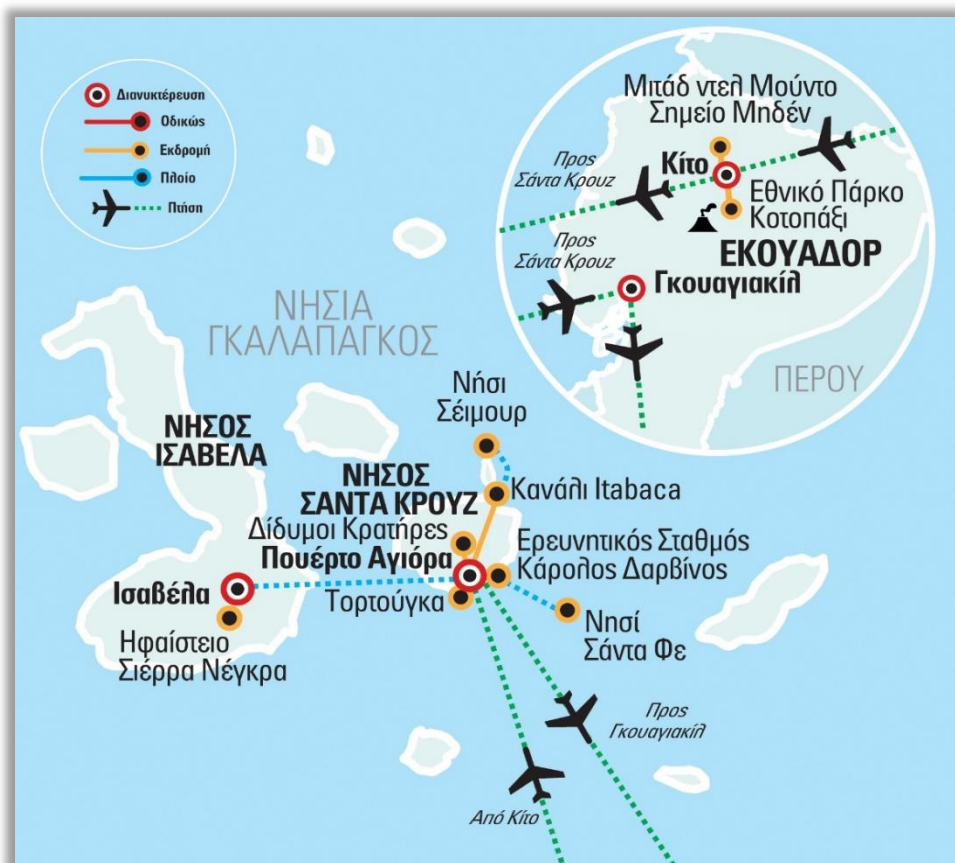 Διανυκτέρευση
Οδικώς
Εκδρομή
Πλοίο
Πτήση
Μιτάδ ντελ Μούντο
Σημείο Μηδέν
Προς
Σάντα Κρουζ
Κίτο
Εθνικό Πάρκο
Κοτοπάξι
ΕΚΟΥΑΔΟΡ
Προς
Σάντα Κρουζ
Γκουαγιακίλ
ΠΕΡΟΥ
ΝΗΣΙΑ
ΓΚΑΛΑΠΑΓΚΟΣ
Νήσι
Σέιμουρ
ΝΗΣΟΣ
ΙΣΑΒΕΛΑ
ΝΗΣΟΣ
ΣΑΝΤΑ ΚΡΟΥΖ
Κανάλι Itabaca
Δίδυμοι Κρατήρες
Πουέρτο Αγιόρα
Ερευνητικός Σταθμός
Κάρολος Δαρβίνος
Ισαβέλα
Τορτούγκα
Νησί
Σάντα Φε
Ηφαίστειο
Σιέρρα Νέγκρα
Προς
Γκουαγιακίλ
Από Κίτο